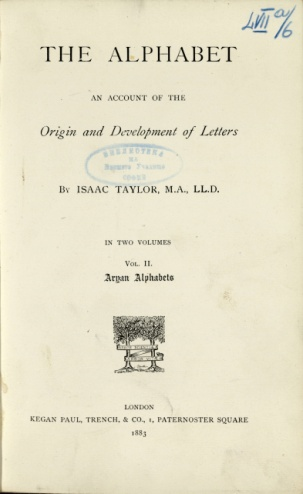 LVII a/6
THE ALPHABET
AN ACCOUNT OF THE
Origin and Development of Letters
BY ISAAC TAYLOR, M.A., LL.D.
IN TWO VOLUMES
VOL. II.
Aryan Alphabets
LONDON
KEGAN PAUL, TRENCH, & CO., 1, PATERNOSTER SQUARE
1883